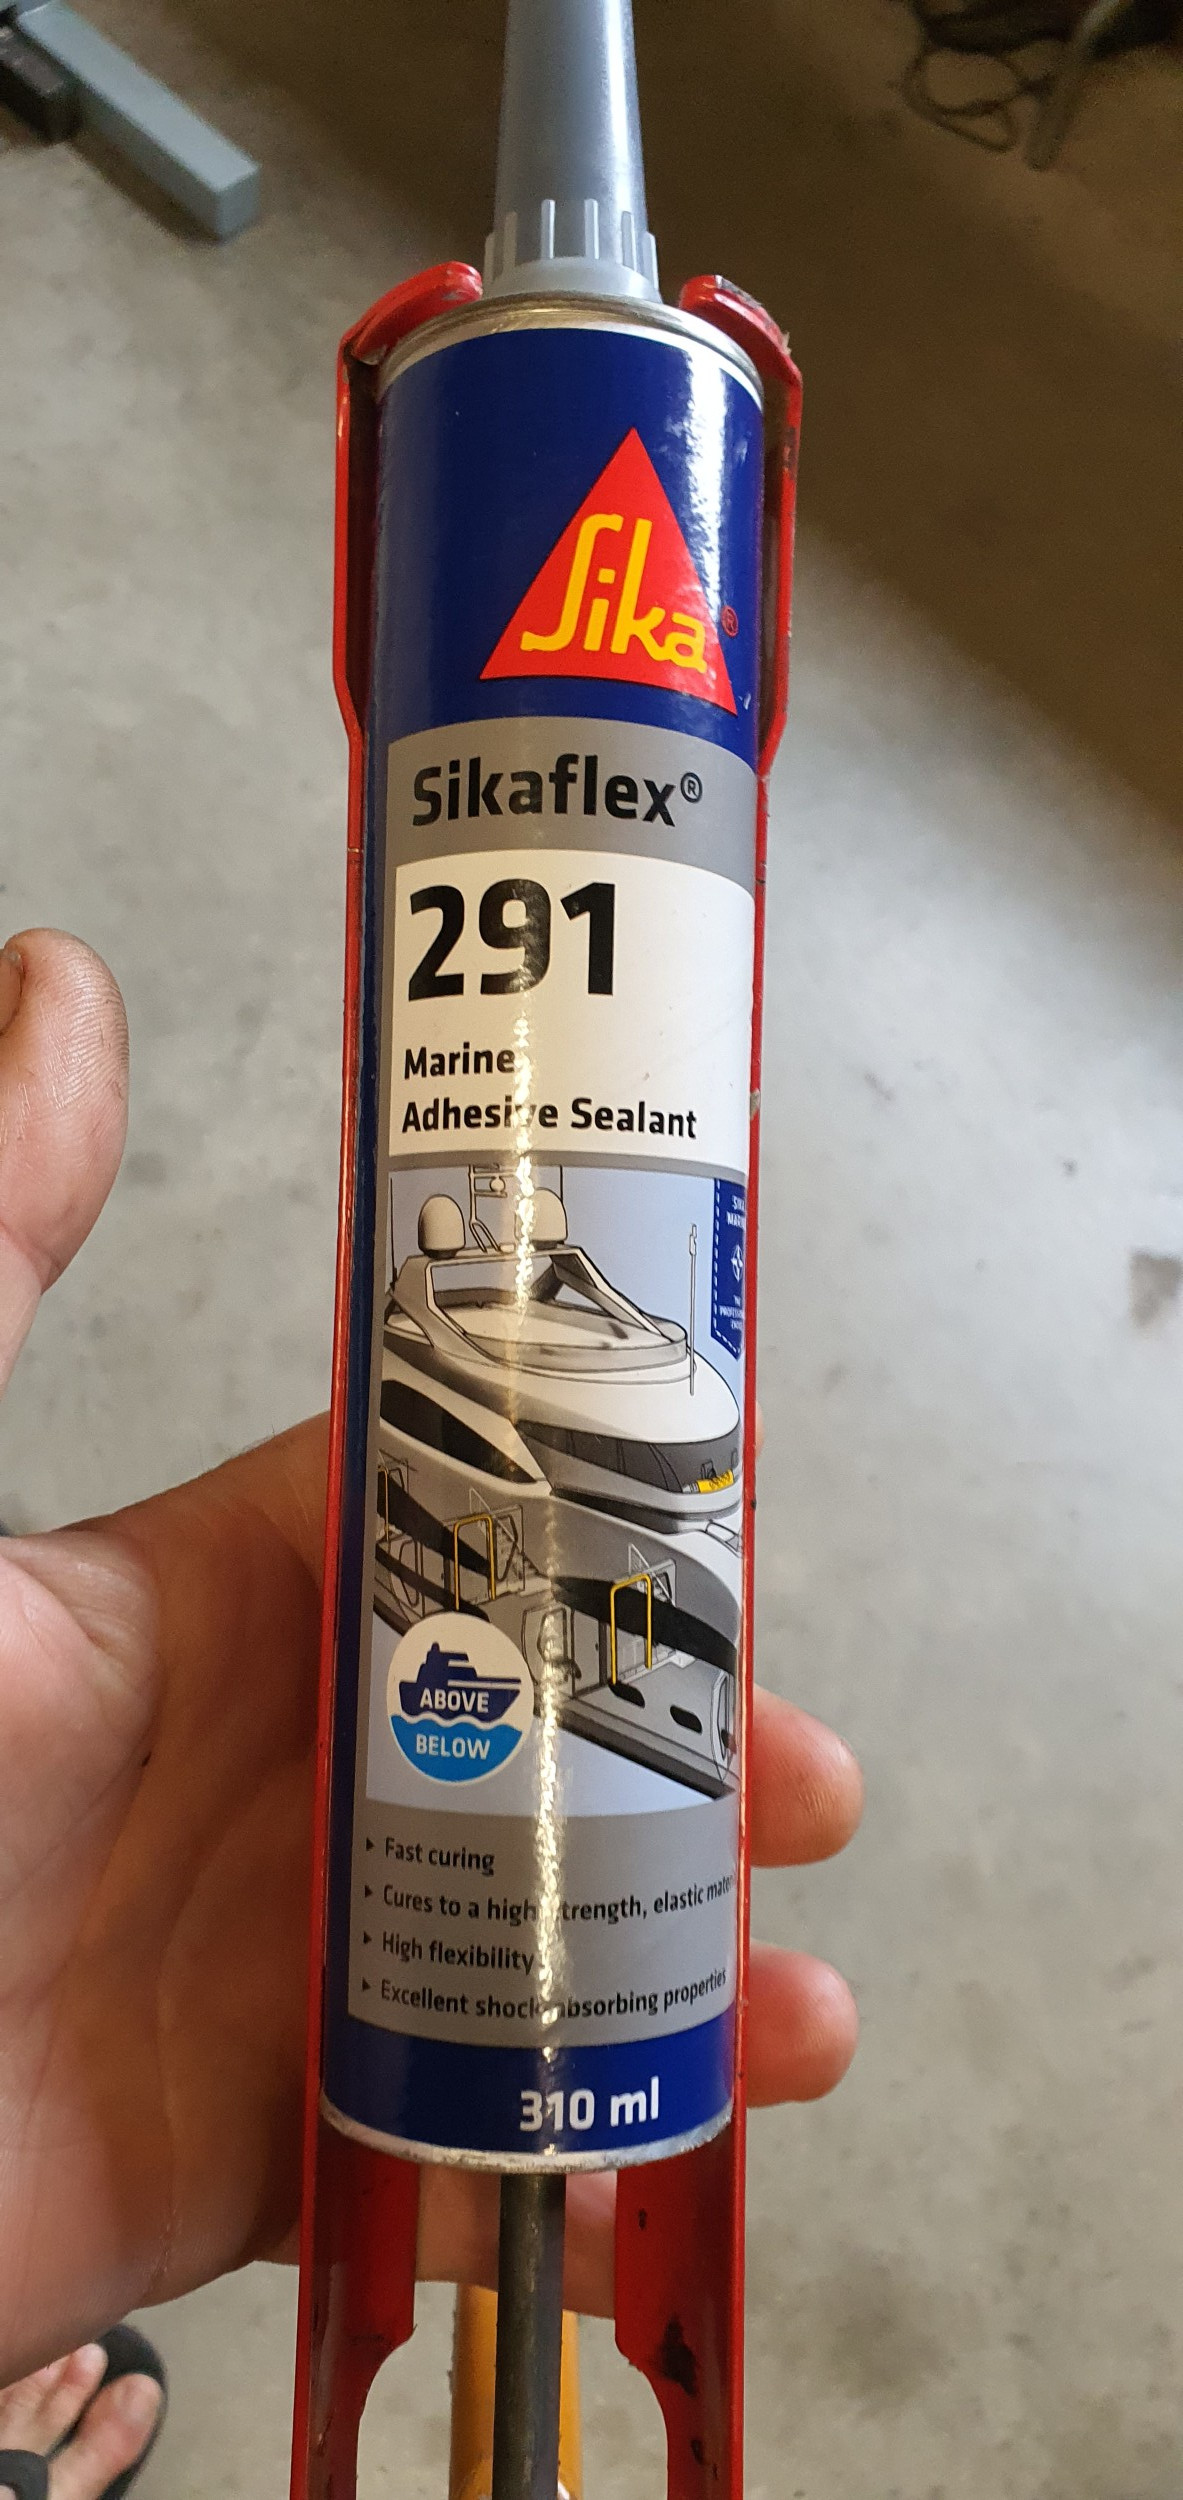 Sika®
Sikaflex®
291
Marine
Adhesive Sealant
ABOVE
BELOW
Fast curing
Cures to a high strength, elastic
High flexibility
Excellent shock absorbing properties
310 ml